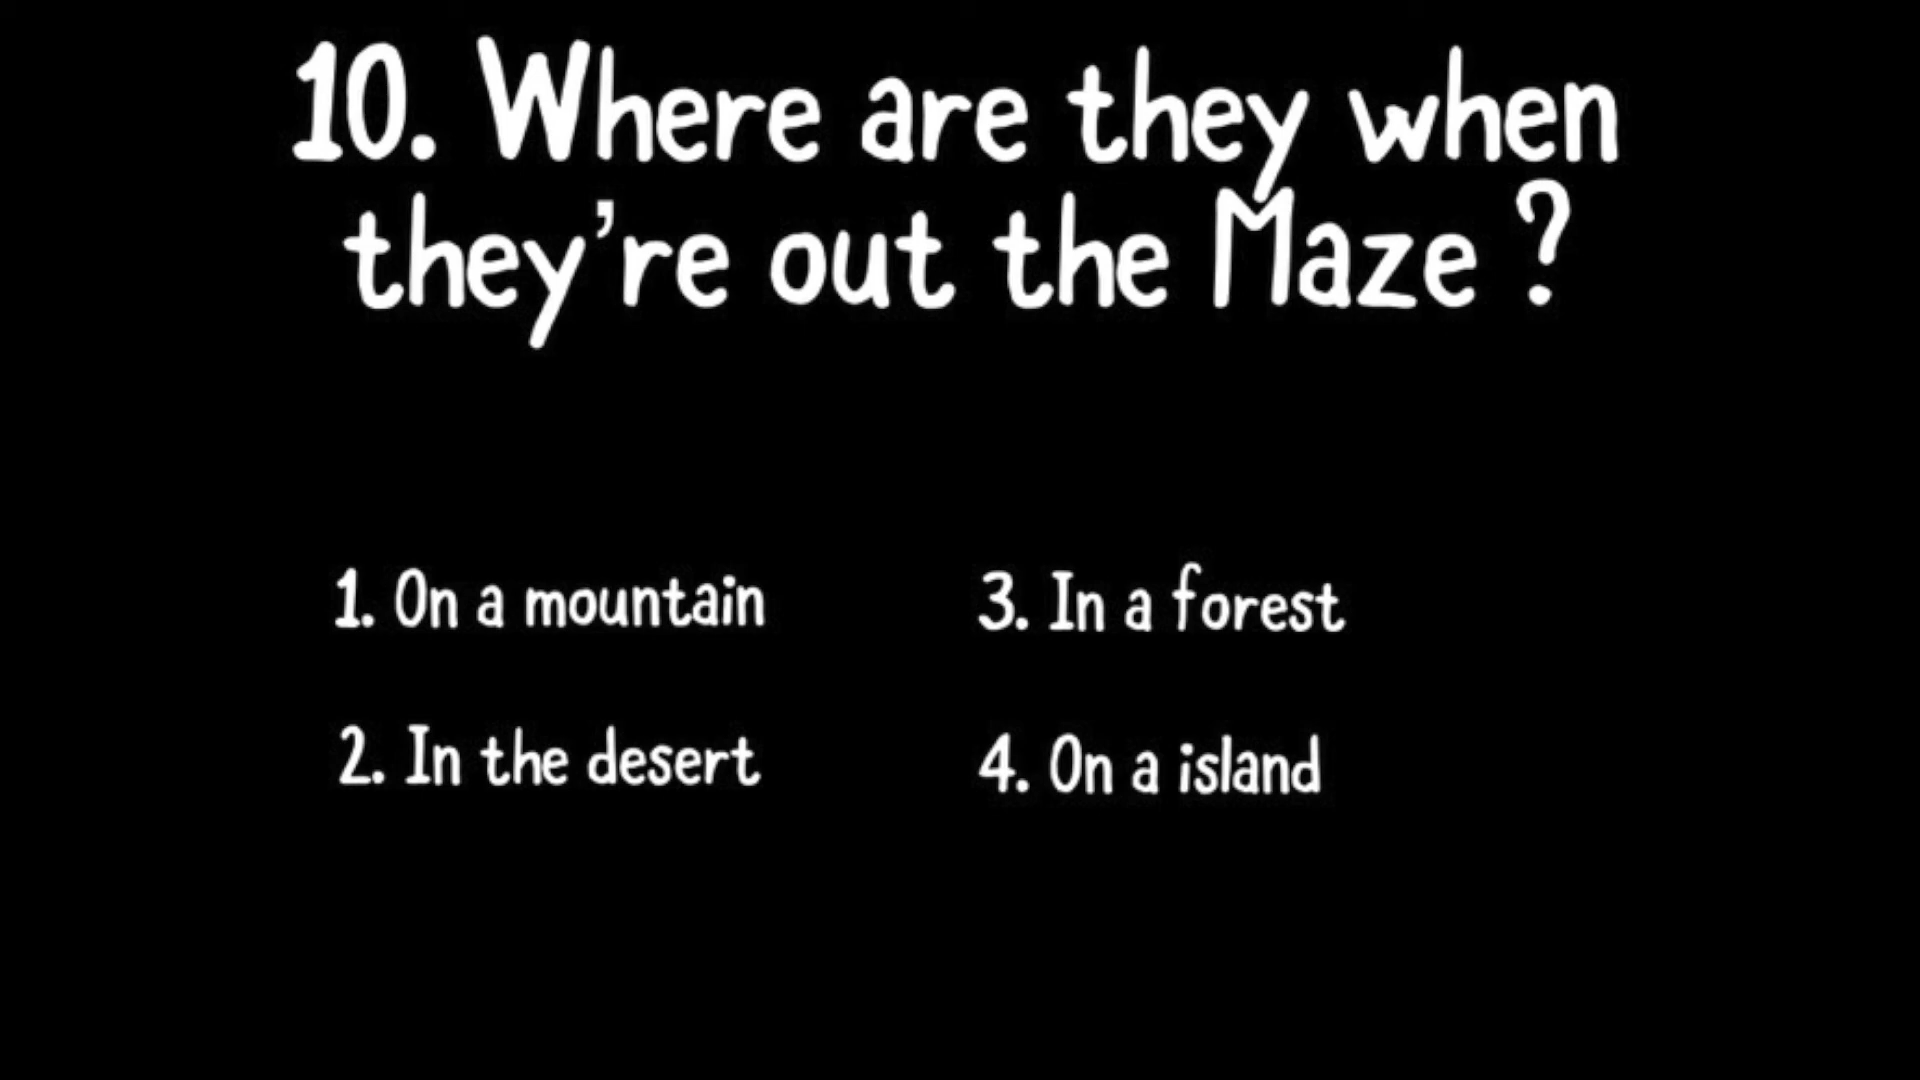 10. Where are they when
they're out the Maze ?
1. On a mountain
3. In a forest
2. In the desert
4. On a island